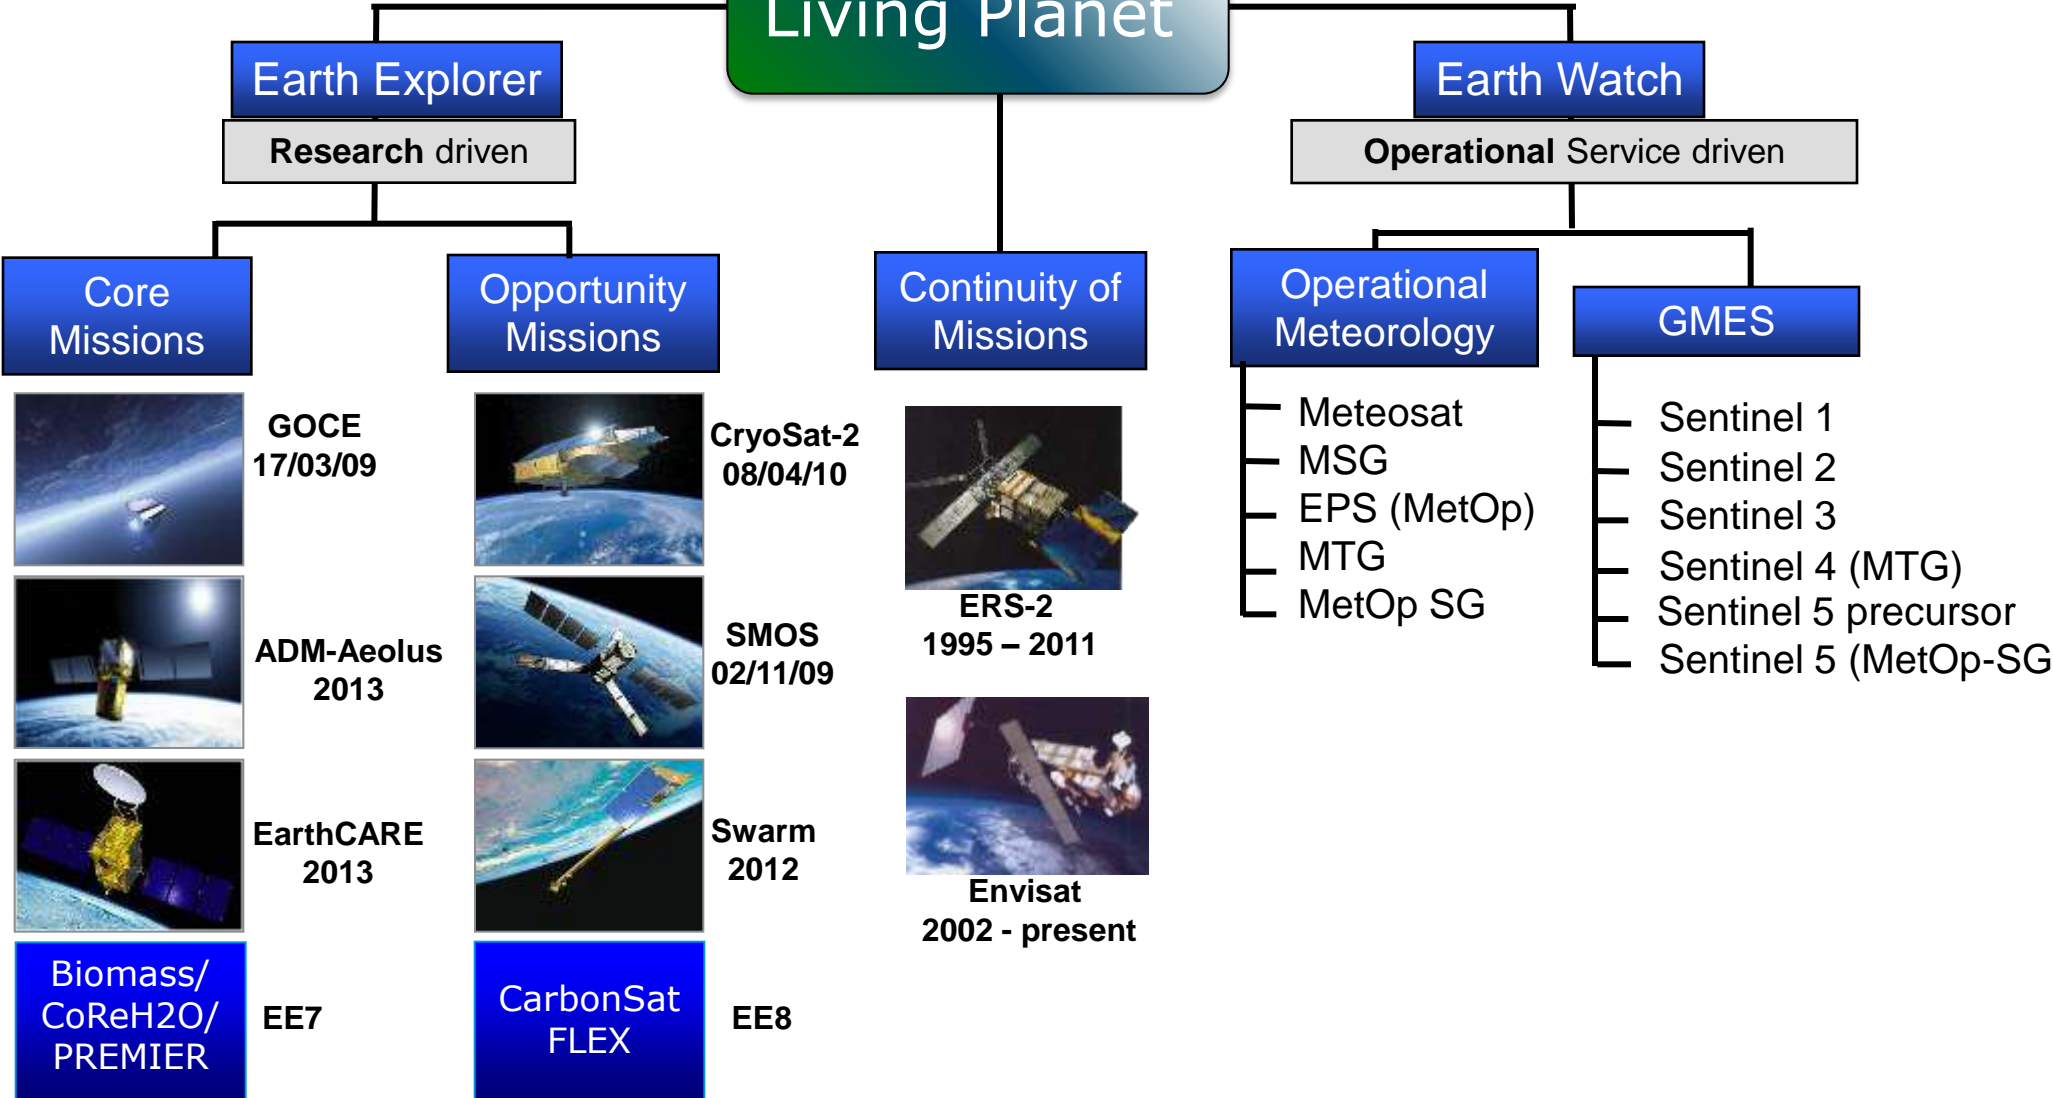 Living Planet
Earth Explorer
Research driven
Earth Watch
Operational Service driven
Core
Missions
Opportunity
Missions
Continuity of
Missions
Operational
Meteorology
GMES
GOCE
17/03/09
ADM-Aeolus
2013
EarthCARE
2013
Biomass/
CoReH2O/
PREMIER
EE7
CryoSat-2
08/04/10
SMOS
02/11/09
Swarm
2012
CarbonSat
FLEX
EE8
ERS-2
1995 – 2011
Envisat
2002 - present
Meteosat
MSG
EPS (MetOp)
MTG
MetOp SG
Sentinel 1
Sentinel 2
Sentinel 3
Sentinel 4 (MTG)
Sentinel 5 precursor
Sentinel 5 (MetOp-SG